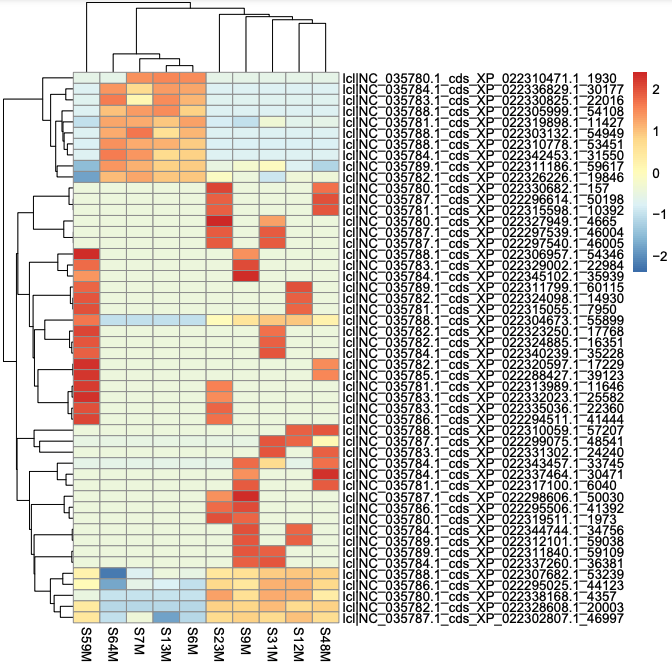 lcl|NC_035780.1_cds_XP_022310471.1_1930
lcl|NC_035784.1_cds_XP_022336829.1_30177
lcl|NC_035783.1_cds_XP_022330825.1_22016
lcl|NC_035788.1_cds_XP_022305999.1_54108
lcl|NC_035781.1_cds_XP_022319898.1_11427
lcl|NC_035788.1_cds_XP_022303132.1_54949
lcl|NC_035788.1_cds_XP_022310778.1_53451
lcl|NC_035784.1_cds_XP_022342453.1_31550
lcl|NC_035789.1_cds_XP_022311186.1_59617
lcl|NC_035782.1_cds_XP_022326226.1_19846
lcl|NC_035780.1_cds_XP_022330682.1_157
lcl|NC_035787.1_cds_XP_022296614.1_50198
lcl|NC_035781.1_cds_XP_022315598.1_10392
lcl|NC_035780.1_cds_XP_022327949.1_4665
lcl|NC_035787.1_cds_XP_022297539.1_46004
lcl|NC_035787.1_cds_XP_022297540.1_46005
lcl|NC_035788.1_cds_XP_022306957.1_54346
lcl|NC_035783.1_cds_XP_022329002.1_22984
lcl|NC_035784.1_cds_XP_022345102.1_35939
lcl|NC_035789.1_cds_XP_022311799.1_60115
lcl|NC_035782.1_cds_XP_022324098.1_14930
lcl|NC_035781.1_cds_XP_022315055.1_7950
lcl|NC_035788.1_cds_XP_022304673.1_55899
lcl|NC_035782.1_cds_XP_022323250.1_17768
lcl|NC_035782.1_cds_XP_022324885.1_16351
lcl|NC_035784.1_cds_XP_022340239.1_35228
lcl|NC_035782.1_cds_XP_022320597.1_17229
lcl|NC_035785.1_cds_XP_022288427.1_39123
lcl|NC_035781.1_cds_XP_022313989.1_11646
lcl|NC_035783.1_cds_XP_022332023.1_25582
lcl|NC_035783.1_cds_XP_022335036.1_22360
lcl|NC_035786.1_cds_XP_022294511.1_41444
lcl|NC_035788.1_cds_XP_022310059.1_57207
lcl|NC_035787.1_cds_XP_022299075.1_48541
lcl|NC_035783.1_cds_XP_022331302.1_24240
lcl|NC_035784.1_cds_XP_022343457.1_33745
lcl|NC_035784.1_cds_XP_022337464.1_30471
lcl|NC_035781.1_cds_XP_022317100.1_6040
lcl|NC_035787.1_cds_XP_022298606.1_50030
lcl|NC_035786.1_cds_XP_022295506.1_41392
lcl|NC_035780.1_cds_XP_022319511.1_1973
lcl|NC_035784.1_cds_XP_022344744.1_34756
lcl|NC_035789.1_cds_XP_022312101.1_59038
lcl|NC_035789.1_cds_XP_022311840.1_59109
lcl|NC_035784.1_cds_XP_022337260.1_36381
lcl|NC_035788.1_cds_XP_022307682.1_53239
lcl|NC_035786.1_cds_XP_022295025.1_44123
lcl|NC_035780.1_cds_XP_022338168.1_4357
lcl|NC_035782.1_cds_XP_022328608.1_20003
lcl|NC_035787.1_cds_XP_022302807.1_46997
2
1
0
−1
−2
S59M
S64M
S7M
S13M
S6M
S23M
S9M
S31M
S12M
S48M